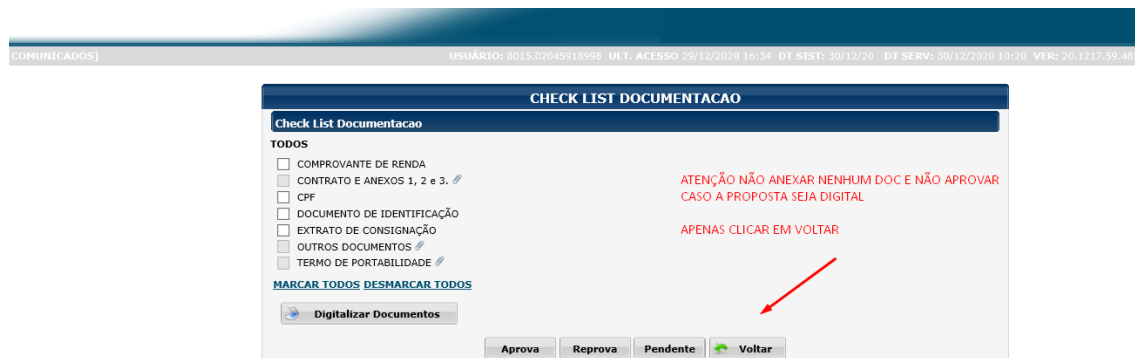 COMUNICADOS]
USUÁRIO: 8015.02045918998 ULT. ACESSO 29/12/2020 16:34 DT SIST: 30/12/20 DT SERV: 30/12/2020 10:20 VER: 20.1217.59.48
CHECK LIST DOCUMENTACAO
Check List Documentacao
TODOS
COMPROVANTE DE RENDA
CONTRATO E ANEXOS 1, 2 e 3.
CPF
DOCUMENTO DE IDENTIFICAÇÃO
EXTRATO DE CONSIGNAÇÃO
OUTROS DOCUMENTOS
TERMO DE PORTABILIDADE
ATENÇÃO NÃO ANEXAR NENHUM DOC E NÃO APROVAR
CASO A PROPOSTA SEJA DIGITAL
APENAS CLICAR EM VOLTAR
MARCAR TODOS DESMARCAR TODOS
Digitalizar Documentos
Aprova Reprova Pendente Voltar